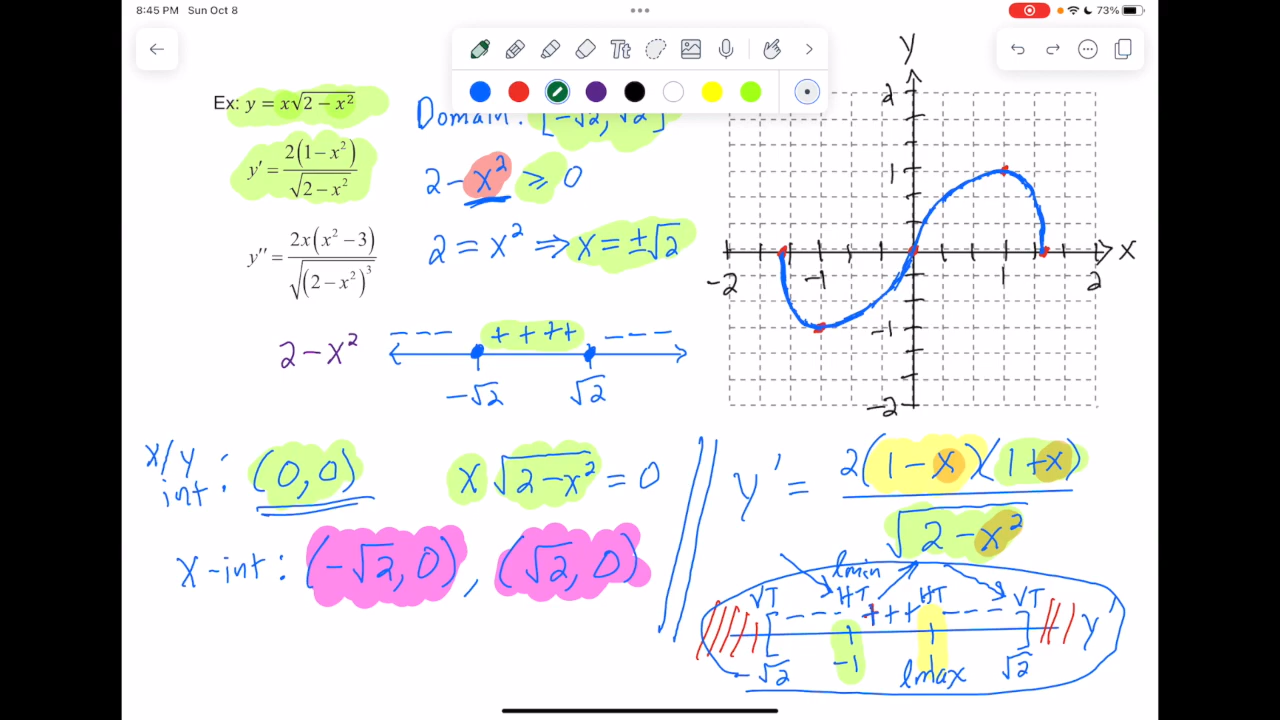 8:45 PM Sun Oct 8
73%
Tt
Ex: y = x√(2 − x²)
y' = 2(1 − x²) / √(2 − x²)
y'' = 2x(x² − 3) / √((2 − x²)³)
Domain: [−√2, √2]
2 − x² ≥ 0
2 = x² ⇒ x = ±√2
2 − x²
− − − + + + + − − −
−√2 √2
y
2
1
−2 −1 1 2 x
−1
−2
x/y int: (0,0) x√(2−x²) = 0
x-int: (−√2, 0), (√2, 0)
y' = 2(1 − x)(1 + x) / √(2 − x²)
lmin
VT HT HT VT
[ − − − − + + + − − − − ] y'
−√2 −1 1 √2
lmax